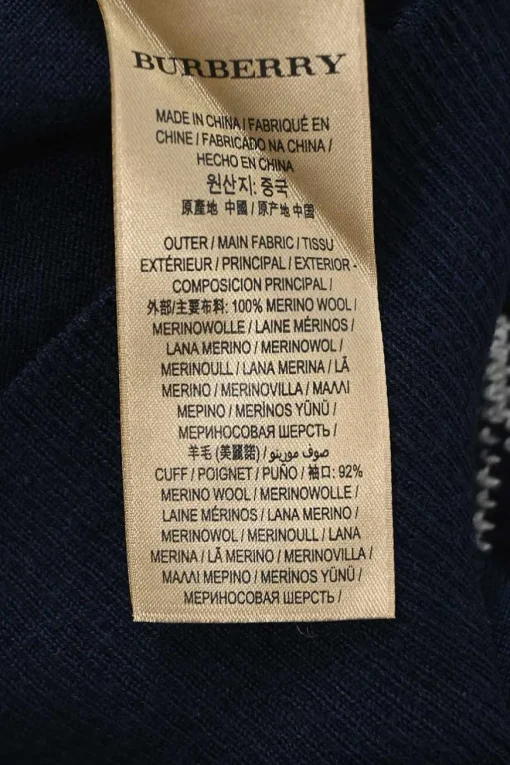 BURBERRY
MADE IN CHINA / FABRIQUÉ EN
CHINE / FABRICADO NA CHINA /
HECHO EN CHINA
원산지: 중국
原產地 中國 / 原产地 中国
OUTER / MAIN FABRIC / TISSU
EXTÉRIEUR / PRINCIPAL / EXTERIOR -
COMPOSICION PRINCIPAL /
外部/主要布料: 100% MERINO WOOL /
MERINOWOLLE / LAINE MÉRINOS /
LANA MERINO / MERINOWOL /
MERINOULL / LANA MERINA / LÃ
MERINO / MERINOVILLA / ΜΑΛΛΙ
ΜΕΡΙΝΟ / MERİNOS YÜNÜ /
МЕРИНОСОВАЯ ШЕРСТЬ /
羊毛 (美麗諾) / صوف مورينو /
CUFF / POIGNET / PUÑO / 袖口: 92%
MERINO WOOL / MERINOWOLLE /
LAINE MÉRINOS / LANA MERINO /
MERINOWOL / MERINOULL / LANA
MERINA / LÃ MERINO / MERINOVILLA /
ΜΑΛΛΙ ΜΕΡΙΝΟ / MERİNOS YÜNÜ /
МЕРИНОСОВАЯ ШЕРСТЬ /